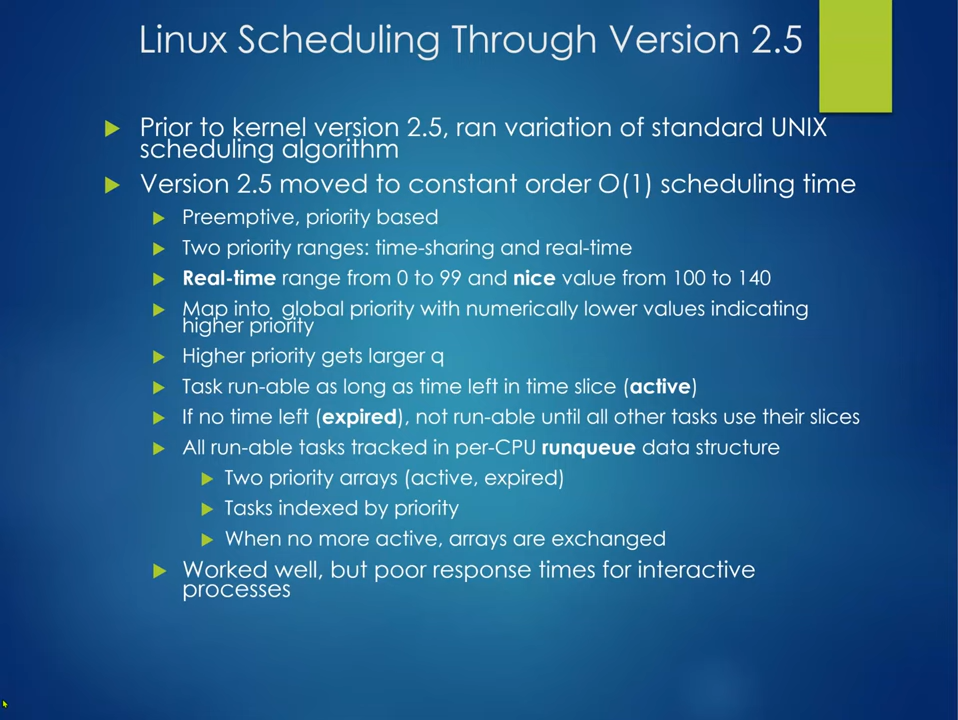 Linux Scheduling Through Version 2.5
Prior to kernel version 2.5, ran variation of standard UNIX
scheduling algorithm
Version 2.5 moved to constant order O(1) scheduling time
Preemptive, priority based
Two priority ranges: time-sharing and real-time
Real-time range from 0 to 99 and nice value from 100 to 140
Map into  global priority with numerically lower values indicating
higher priority
Higher priority gets larger q
Task run-able as long as time left in time slice (active)
If no time left (expired), not run-able until all other tasks use their slices
All run-able tasks tracked in per-CPU runqueue data structure
Two priority arrays (active, expired)
Tasks indexed by priority
When no more active, arrays are exchanged
Worked well, but poor response times for interactive
processes